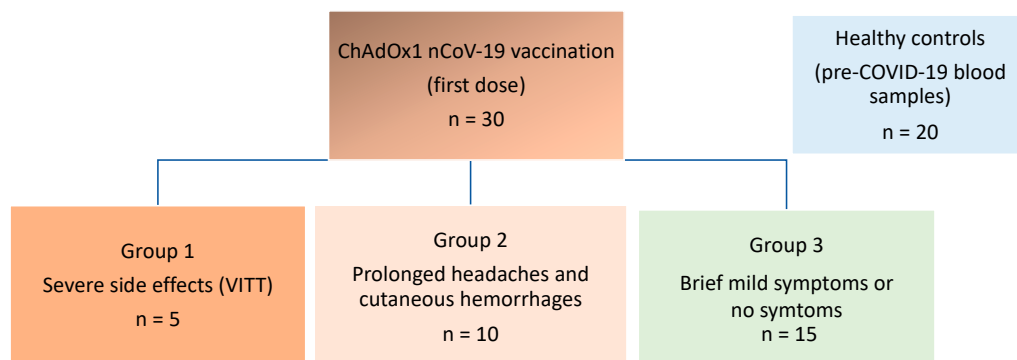 ChAdOx1 nCoV-19 vaccination
(first dose)
n = 30
Healthy controls
(pre-COVID-19 blood
samples)
n = 20
Group 1
Severe side effects (VITT)
n = 5
Group 2
Prolonged headaches and
cutaneous hemorrhages
n = 10
Group 3
Brief mild symptoms or
no symtoms
n = 15